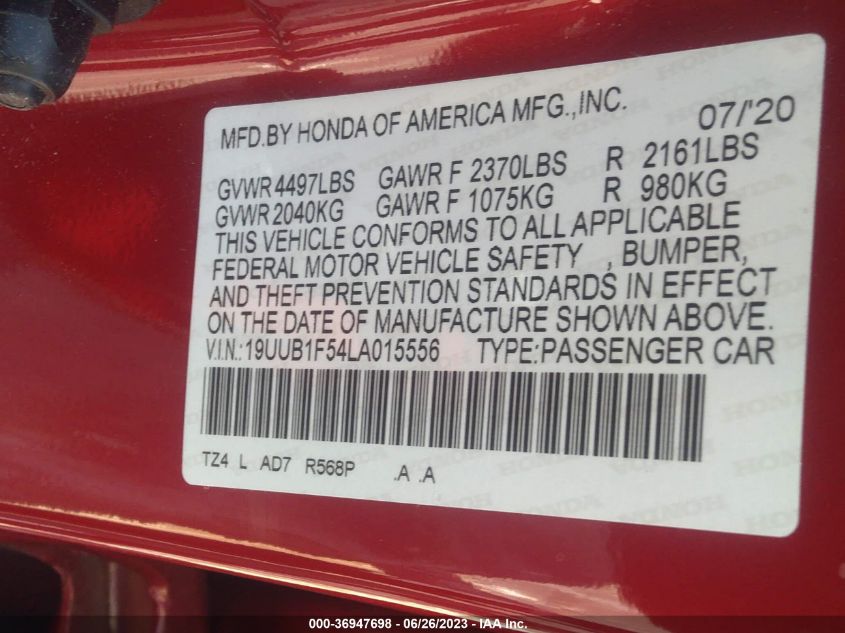 MFD.BY HONDA OF AMERICA MFG.,INC. 07/'20
GVWR 4497LBS GAWR F 2370LBS R 2161LBS
GVWR 2040KG GAWR F 1075KG R 980KG
THIS VEHICLE CONFORMS TO ALL APPLICABLE
FEDERAL MOTOR VEHICLE SAFETY , BUMPER,
AND THEFT PREVENTION STANDARDS IN EFFECT
ON THE DATE OF MANUFACTURE SHOWN ABOVE.
V.I.N.:19UUB1F54LA015556 TYPE:PASSENGER CAR
TZ4 L AD7 R568P .A .A
000-36947698 - 06/26/2023 - IAA Inc.